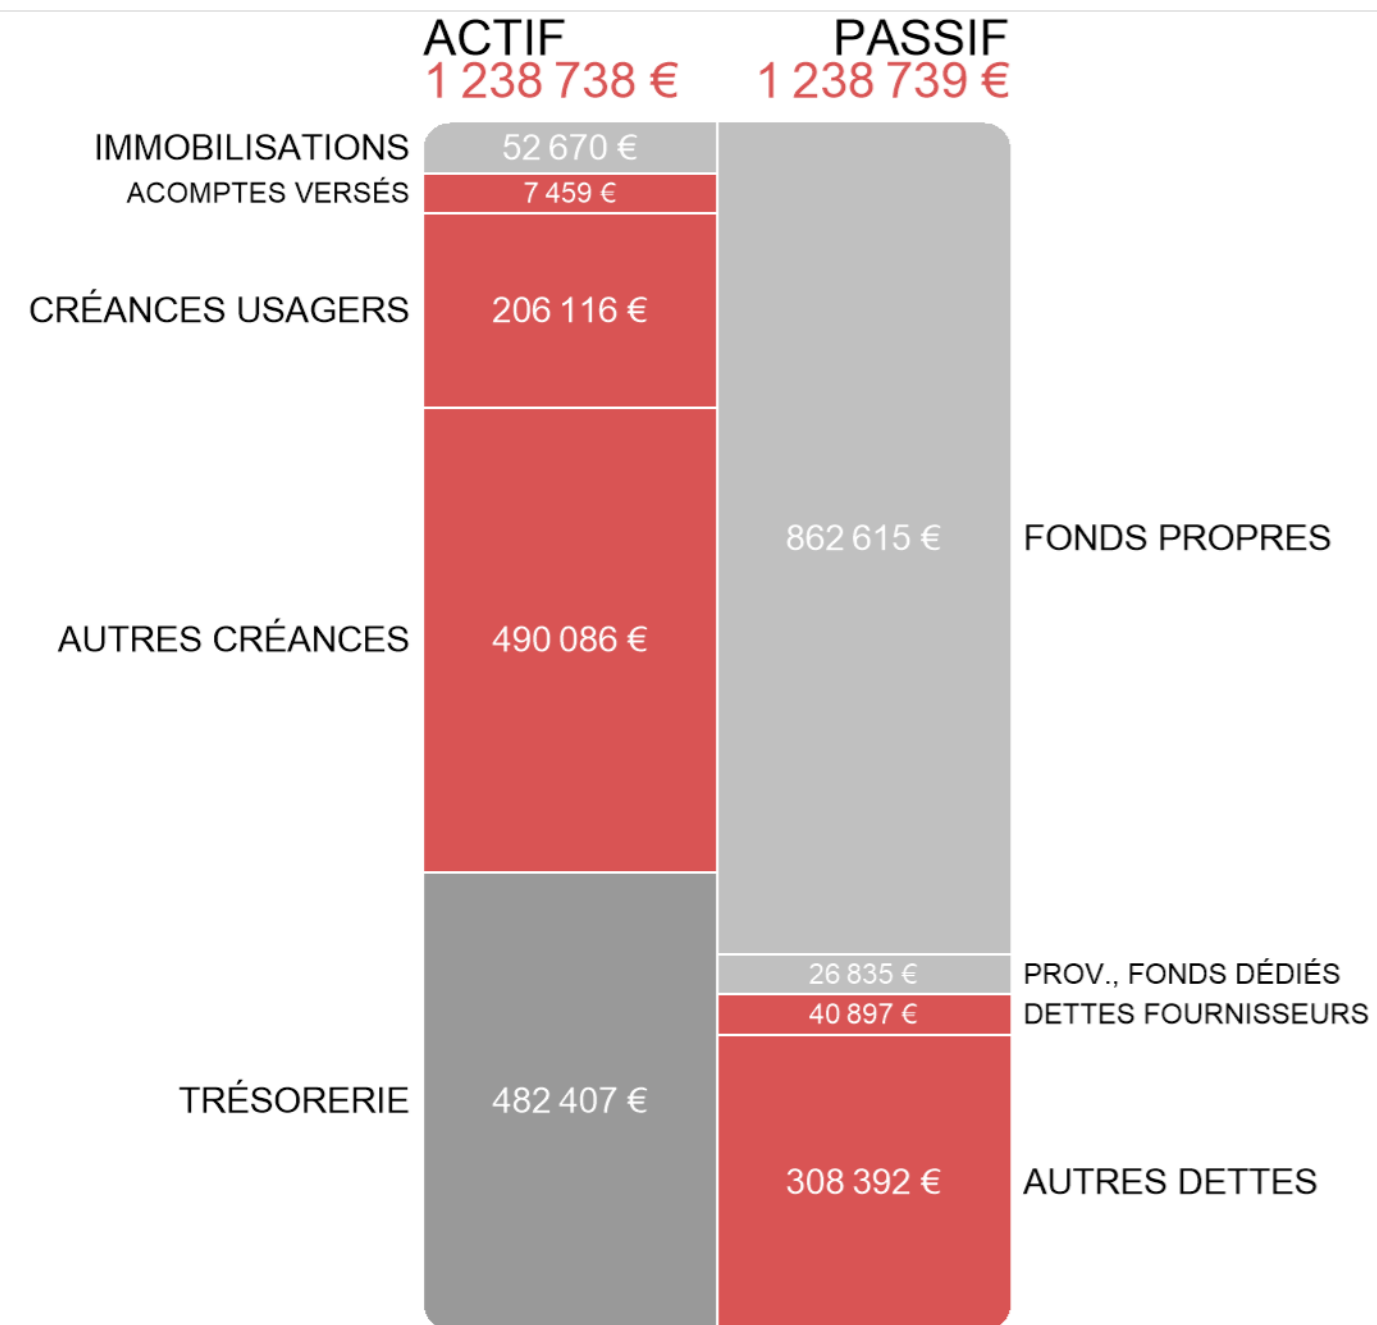 ACTIF PASSIF
1 238 738 € 1 238 739 €
IMMOBILISATIONS 52 670 €
ACOMPTES VERSÉS 7 459 €
CRÉANCES USAGERS 206 116 €
862 615 € FONDS PROPRES
AUTRES CRÉANCES 490 086 €
26 835 € PROV., FONDS DÉDIÉS
40 897 € DETTES FOURNISSEURS
TRÉSORERIE 482 407 €
308 392 € AUTRES DETTES